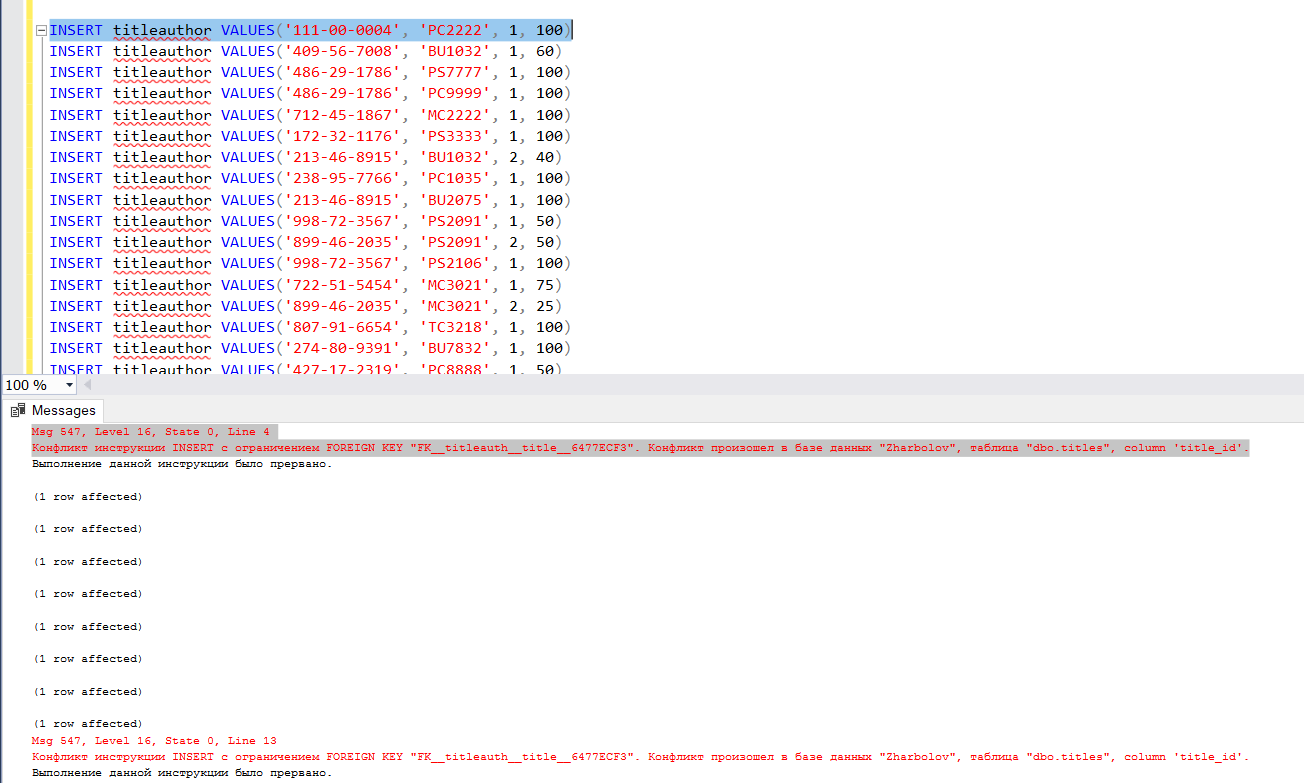 INSERT titleauthor VALUES('111-00-0004', 'PC2222', 1, 100)
INSERT titleauthor VALUES('409-56-7008', 'BU1032', 1, 60)
INSERT titleauthor VALUES('486-29-1786', 'PS7777', 1, 100)
INSERT titleauthor VALUES('486-29-1786', 'PC9999', 1, 100)
INSERT titleauthor VALUES('712-45-1867', 'MC2222', 1, 100)
INSERT titleauthor VALUES('172-32-1176', 'PS3333', 1, 100)
INSERT titleauthor VALUES('213-46-8915', 'BU1032', 2, 40)
INSERT titleauthor VALUES('238-95-7766', 'PC1035', 1, 100)
INSERT titleauthor VALUES('213-46-8915', 'BU2075', 1, 100)
INSERT titleauthor VALUES('998-72-3567', 'PS2091', 1, 50)
INSERT titleauthor VALUES('899-46-2035', 'PS2091', 2, 50)
INSERT titleauthor VALUES('998-72-3567', 'PS2106', 1, 100)
INSERT titleauthor VALUES('722-51-5454', 'MC3021', 1, 75)
INSERT titleauthor VALUES('899-46-2035', 'MC3021', 2, 25)
INSERT titleauthor VALUES('807-91-6654', 'TC3218', 1, 100)
INSERT titleauthor VALUES('274-80-9391', 'BU7832', 1, 100)
INSERT titleauthor VALUES('427-17-2319', 'PC8888', 1, 50)
100 %
Messages
Msg 547, Level 16, State 0, Line 4
Конфликт инструкции INSERT с ограничением FOREIGN KEY "FK__titleauth__title__6477ECF3". Конфликт произошел в базе данных "Zharbolov", таблица "dbo.titles", column 'title_id'.
Выполнение данной инструкции было прервано.
(1 row affected)
(1 row affected)
(1 row affected)
(1 row affected)
(1 row affected)
(1 row affected)
(1 row affected)
(1 row affected)
Msg 547, Level 16, State 0, Line 13
Конфликт инструкции INSERT с ограничением FOREIGN KEY "FK__titleauth__title__6477ECF3". Конфликт произошел в базе данных "Zharbolov", таблица "dbo.titles", column 'title_id'.
Выполнение данной инструкции было прервано.